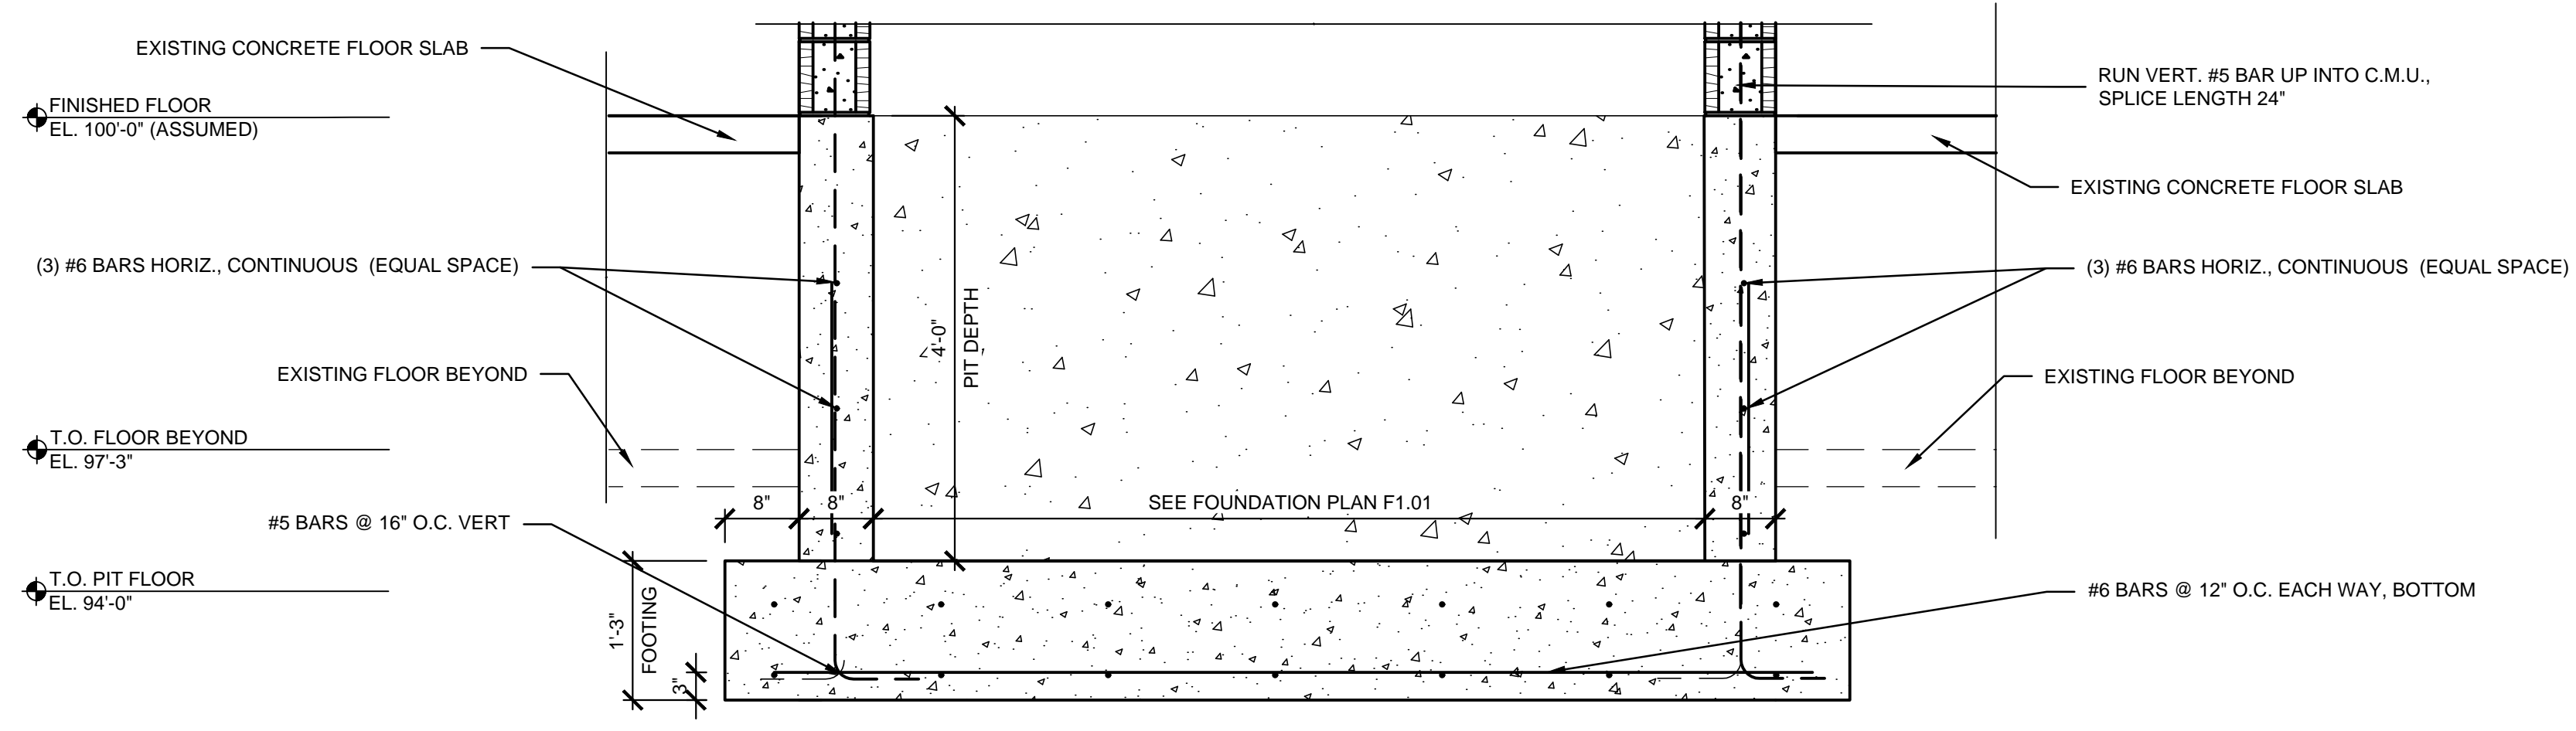 EXISTING CONCRETE FLOOR SLAB
FINISHED FLOOR
EL. 100'-0" (ASSUMED)
(3) #6 BARS HORIZ., CONTINUOUS  (EQUAL SPACE)
EXISTING FLOOR BEYOND
T.O. FLOOR BEYOND
EL. 97'-3"
#5 BARS @ 16" O.C. VERT
T.O. PIT FLOOR
EL. 94'-0"
1'-3"
FOOTING
3"
8"
8"
4'-0"
PIT DEPTH
SEE FOUNDATION PLAN F1.01
8"
RUN VERT. #5 BAR UP INTO C.M.U.,
SPLICE LENGTH 24"
EXISTING CONCRETE FLOOR SLAB
(3) #6 BARS HORIZ., CONTINUOUS  (EQUAL SPACE)
EXISTING FLOOR BEYOND
#6 BARS @ 12" O.C. EACH WAY, BOTTOM